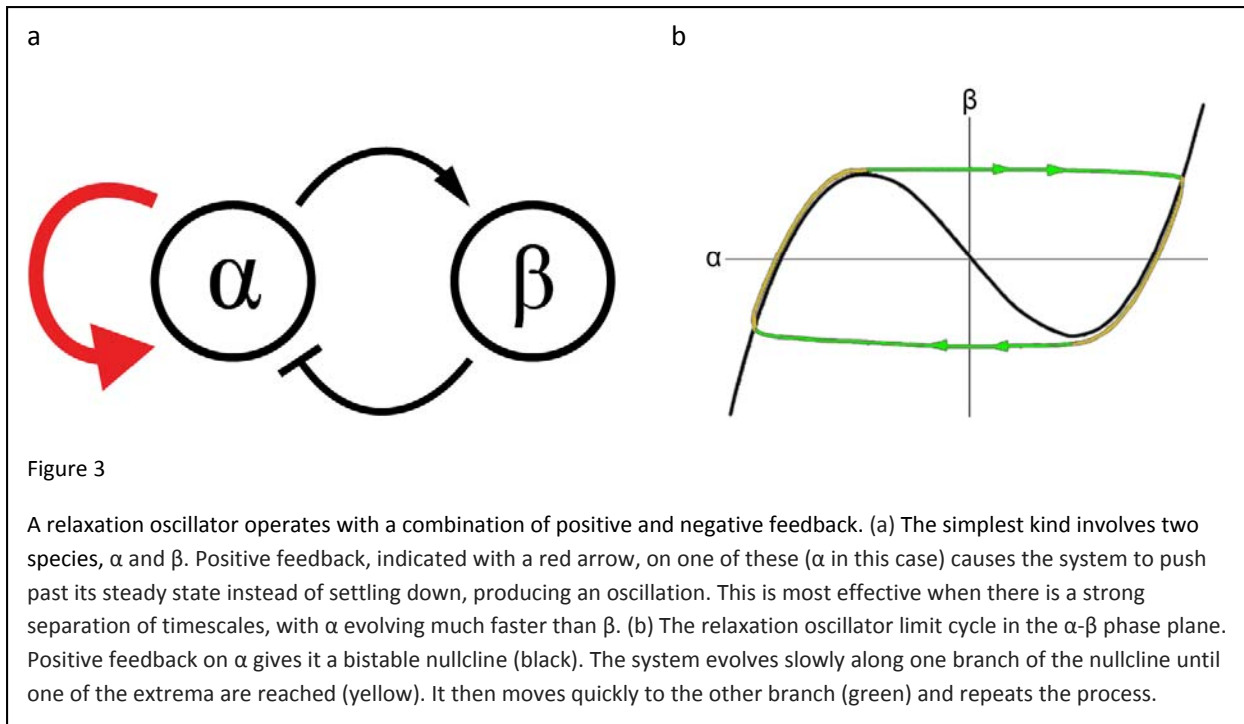 a
b
β
α
α
β
Figure 3
A relaxation oscillator operates with a combination of positive and negative feedback. (a) The simplest kind involves two
species, α and β. Positive feedback, indicated with a red arrow, on one of these (α in this case) causes the system to push
past its steady state instead of settling down, producing an oscillation. This is most effective when there is a strong
separation of timescales, with α evolving much faster than β. (b) The relaxation oscillator limit cycle in the α-β phase plane.
Positive feedback on α gives it a bistable nullcline (black). The system evolves slowly along one branch of the nullcline until
one of the extrema are reached (yellow). It then moves quickly to the other branch (green) and repeats the process.